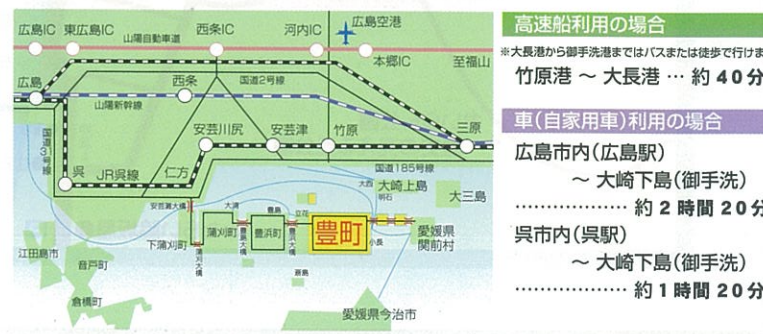 広島IC 東広島IC 西条IC 河内IC 広島空港
山陽自動車道
本郷IC 至福山
広島 西条 国道2号線
山陽新幹線
安芸川尻 安芸津 竹原 三原
国道31号線
呉 JR呉線 仁方
国道185号線
大西 大崎上島 大三島
明石
安芸灘大橋 大浦 豊島 立花
下蒲刈町 蒲刈町 豊浜町 豊町 小長 愛媛県
関前村
蒲刈大橋 豊島大橋 豊浜大橋
斎島
江田島市 音戸町
倉橋町
愛媛県今治市
高速船利用の場合
※大長港から御手洗港まではバスまたは徒歩で行けま
竹原港 ～ 大長港 … 約 40分
車(自家用車)利用の場合
広島市内(広島駅)
～ 大崎下島(御手洗)
………………… 約 2 時間 20分
呉市内(呉駅)
～ 大崎下島(御手洗)
………………… 約 1 時間 20分